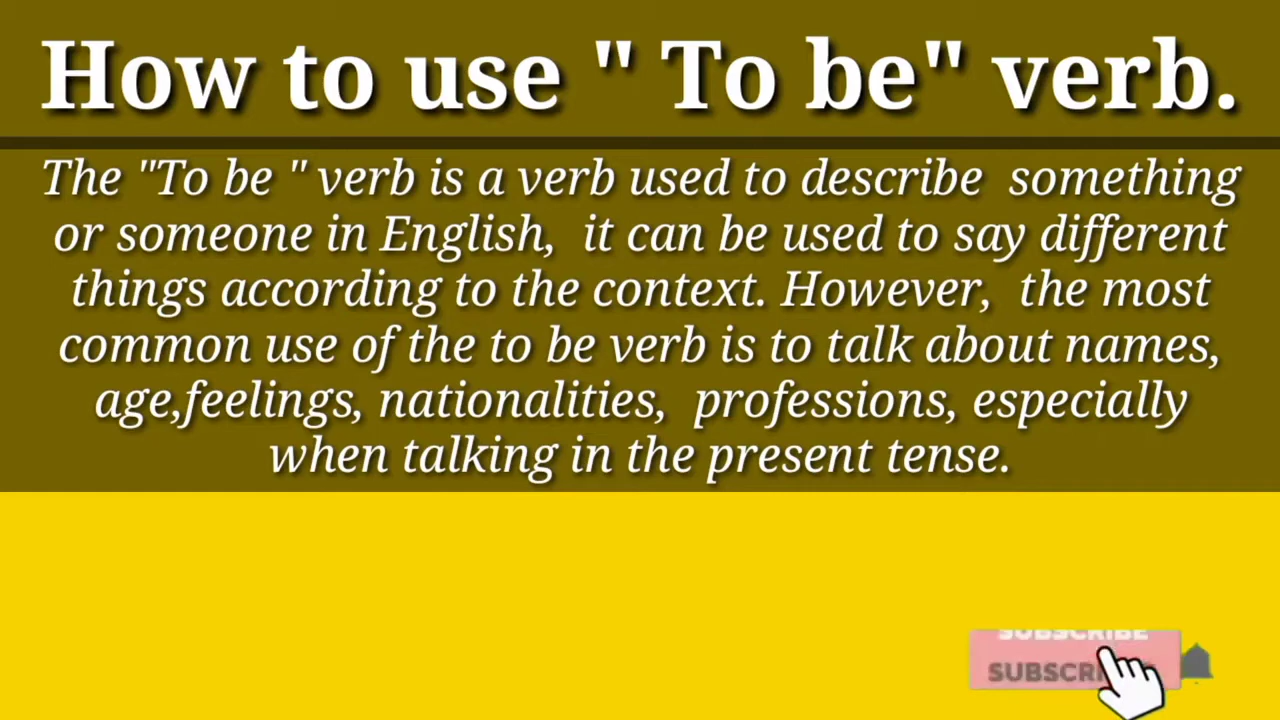 How to use " To be" verb.
The "To be " verb is a verb used to describe  something
or someone in English,  it can be used to say different
things according to the context. However,  the most
common use of the to be verb is to talk about names,
age,feelings, nationalities,  professions, especially
when talking in the present tense.
SUBSCRIBE